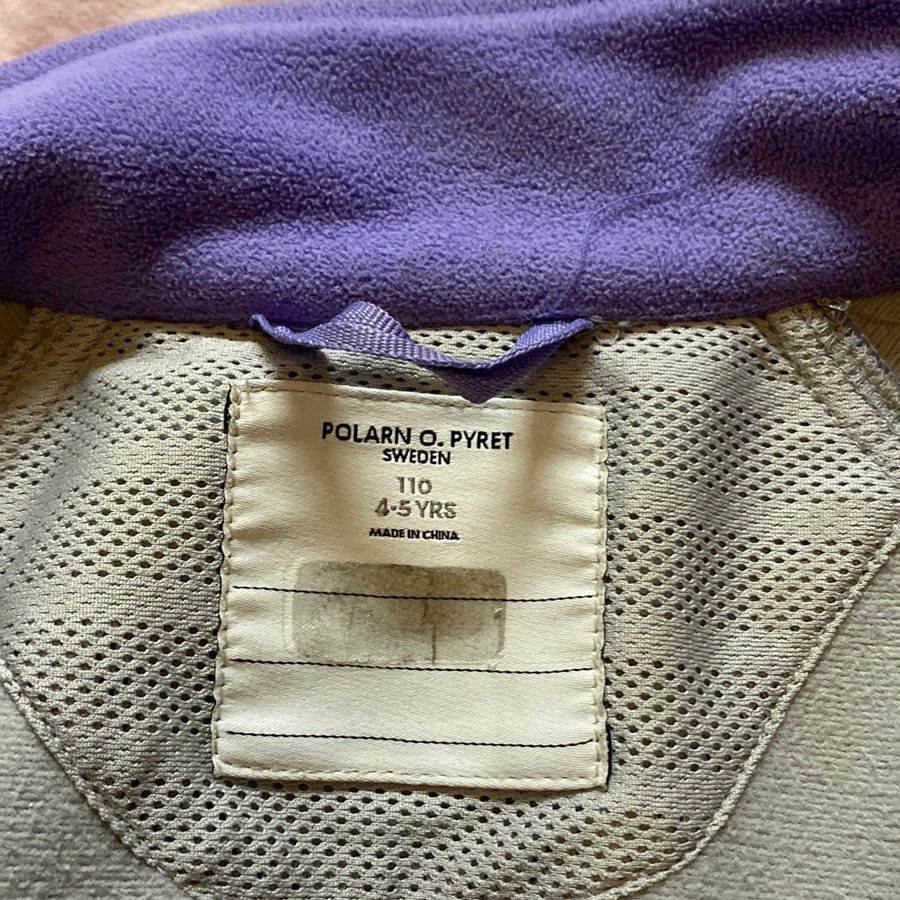 POLARN O. PYRET
SWEDEN
110
4-5 YRS
MADE IN CHINA